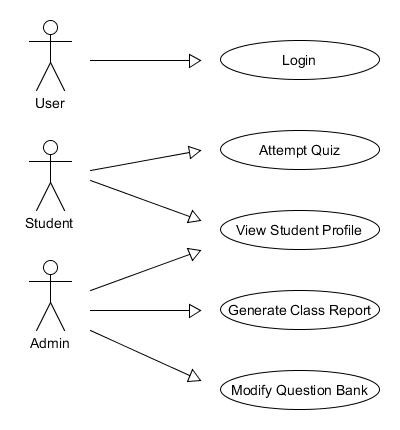 Login
User
Attempt Quiz
Student
View Student Profile
Generate Class Report
Admin
Modify Question Bank